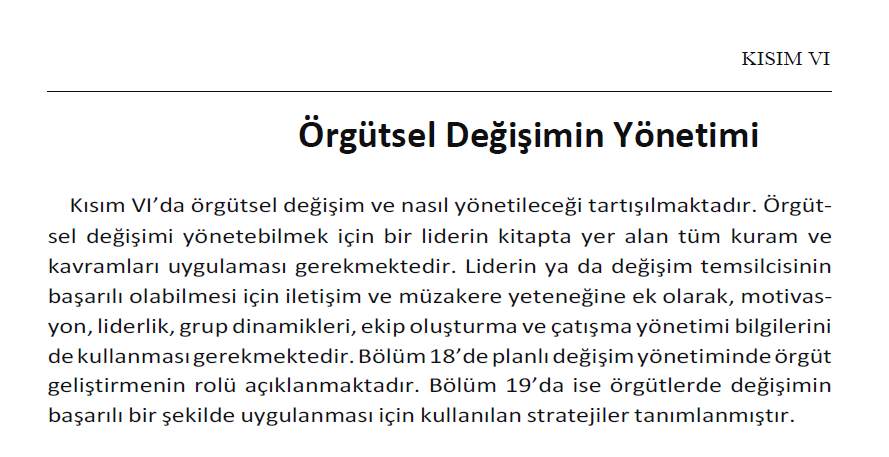 KISIM VI
Örgütsel Değişimin Yönetimi
Kısım VI’da örgütsel değişim ve nasıl yönetileceği tartışılmaktadır. Örgüt-
sel değişimi yönetebilmek için bir liderin kitapta yer alan tüm kuram ve
kavramları uygulaması gerekmektedir. Liderin ya da değişim temsilcisinin
başarılı olabilmesi için iletişim ve müzakere yeteneğine ek olarak, motivas-
yon, liderlik, grup dinamikleri, ekip oluşturma ve çatışma yönetimi bilgilerini
de kullanması gerekmektedir. Bölüm 18’de planlı değişim yönetiminde örgüt
geliştirmenin rolü açıklanmaktadır. Bölüm 19’da ise örgütlerde değişimin
başarılı bir şekilde uygulanması için kullanılan stratejiler tanımlanmıştır.